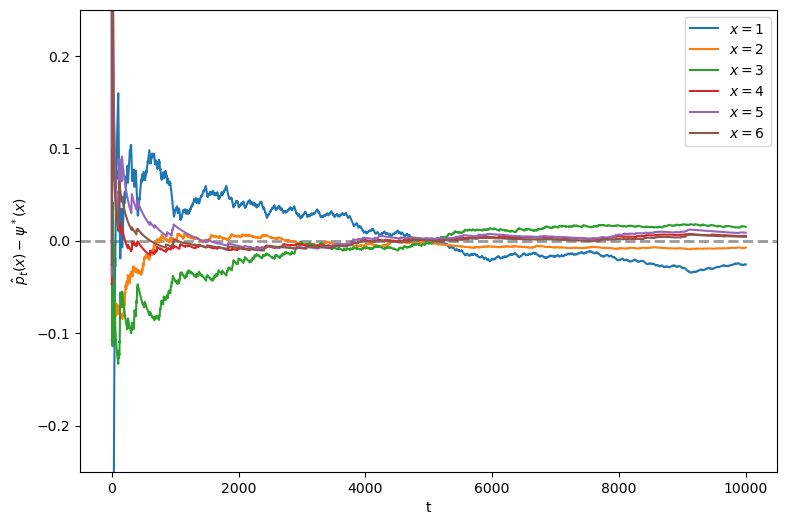 x = 1
x = 2
x = 3
x = 4
x = 5
x = 6
0.2
0.1
0.0
−0.1
−0.2
p̂ₜ(x) − ψ*(x)
0 2000 4000 6000 8000 10000
t